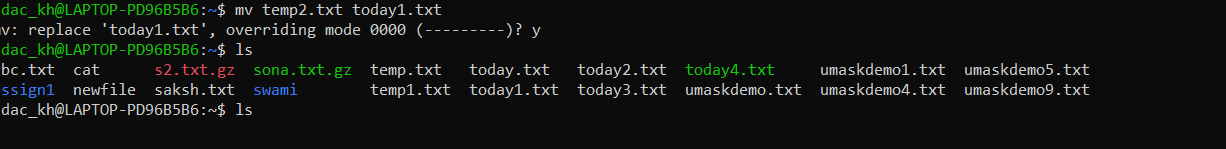 dac_kh@LAPTOP-PD96B5B6:~$ mv temp2.txt today1.txt
mv: replace 'today1.txt', overriding mode 0000 (---------)? y
dac_kh@LAPTOP-PD96B5B6:~$ ls
bc.txt cat s2.txt.gz sona.txt.gz temp.txt today.txt today2.txt today4.txt umaskdemo1.txt umaskdemo5.txt
ssign1 newfile saksh.txt swami temp1.txt today1.txt today3.txt umaskdemo.txt umaskdemo4.txt umaskdemo9.txt
dac_kh@LAPTOP-PD96B5B6:~$ ls